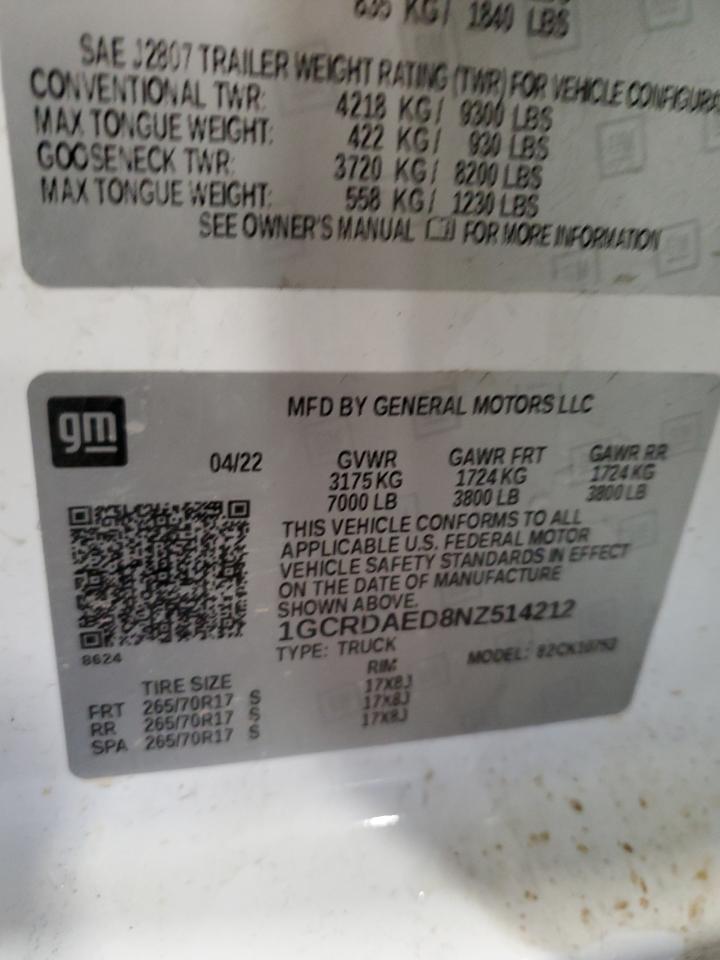 835 KG/ 1840 LBS
SAE J2807 TRAILER WEIGHT RATING (TWR) FOR VEHICLE
CONVENTIONAL TWR: 4218 KG/ 9300 LBS
MAX TONGUE WEIGHT: 422 KG/ 930 LBS
GOOSENECK TWR: 3720 KG/ 8200 LBS
MAX TONGUE WEIGHT: 558 KG/ 1230 LBS
SEE OWNER'S MANUAL FOR MORE INFORMATION
gm
MFD BY GENERAL MOTORS LLC
04/22 GVWR GAWR FRT GAWR RR
3175 KG 1724 KG 1724 KG
7000 LB 3800 LB 3800 LB
THIS VEHICLE CONFORMS TO ALL
APPLICABLE U.S. FEDERAL MOTOR
VEHICLE SAFETY STANDARDS IN EFFECT
ON THE DATE OF MANUFACTURE
SHOWN ABOVE.
1GCRDAED8NZ514212
8624
TYPE: TRUCK MODEL:
TIRE SIZE RIM
FRT 265/70R17 S 17X8J
RR 265/70R17 S 17X8J
SPA 265/70R17 S 17X8J